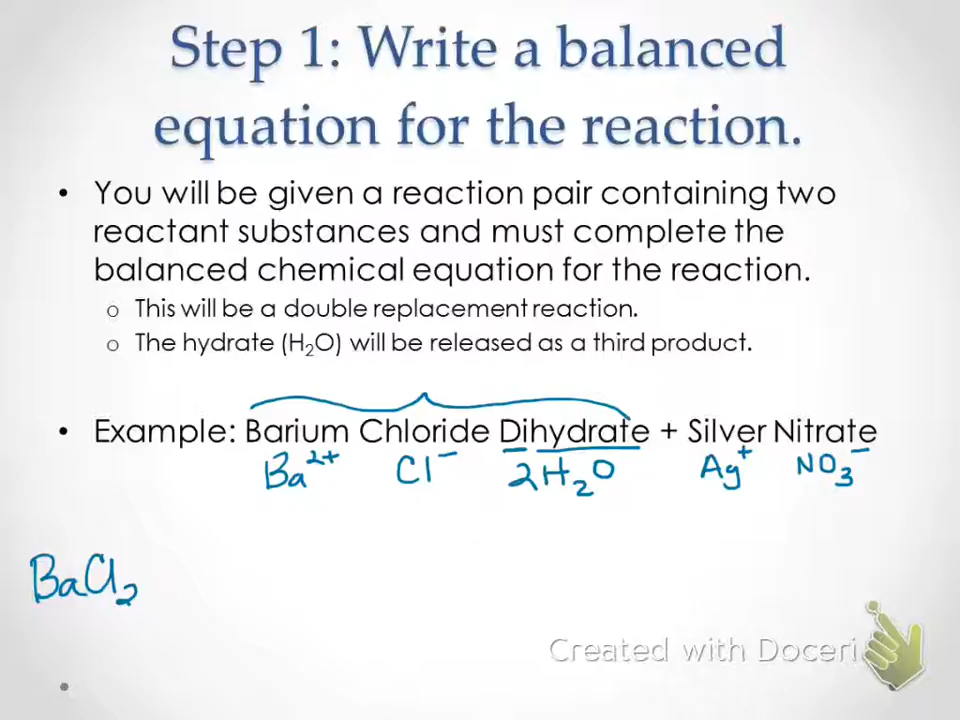 Step 1: Write a balanced
equation for the reaction.
• You will be given a reaction pair containing two
reactant substances and must complete the
balanced chemical equation for the reaction.
o This will be a double replacement reaction.
o The hydrate (H₂O) will be released as a third product.
• Example: Barium Chloride Dihydrate + Silver Nitrate
Ba²⁺ Cl⁻ 2H₂O Ag⁺ NO₃⁻
BaCl₂
Created with Doceri